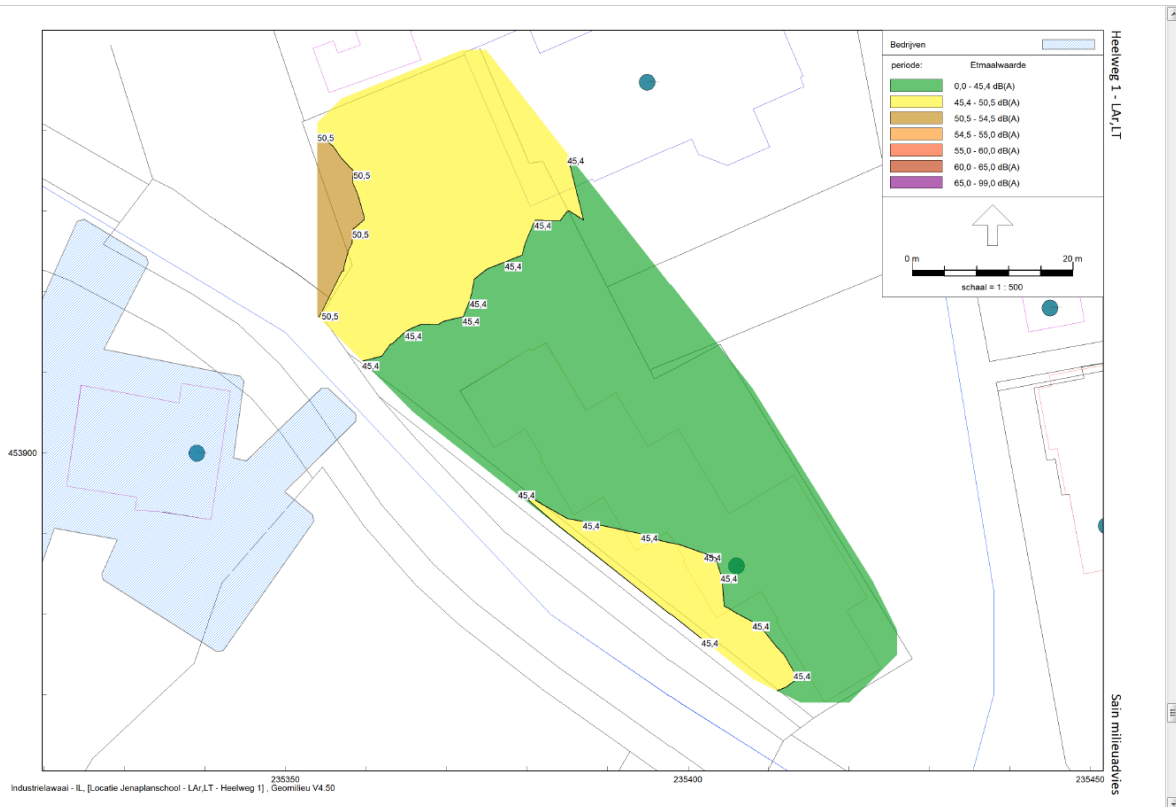 Bedrijven
periode: Etmaalwaarde
0,0 - 45,4 dB(A)
45,4 - 50,5 dB(A)
50,5 - 54,5 dB(A)
54,5 - 55,0 dB(A)
55,0 - 60,0 dB(A)
60,0 - 65,0 dB(A)
65,0 - 99,0 dB(A)
0 m 20 m
schaal = 1 : 500
Heelweg 1 - LAr,LT
50,5
45,4
50,5
45,4
50,5
45,4
45,4
50,5
45,4
45,4
45,4
453900
45,4
45,4
45,4
45,4
45,4
45,4
45,4
45,4
Sain milieuadvies
235350 235400 235450
Industrielawaai - IL, [Locatie Jenaplanschool - LAr,LT - Heelweg 1] , Geomilieu V4.50